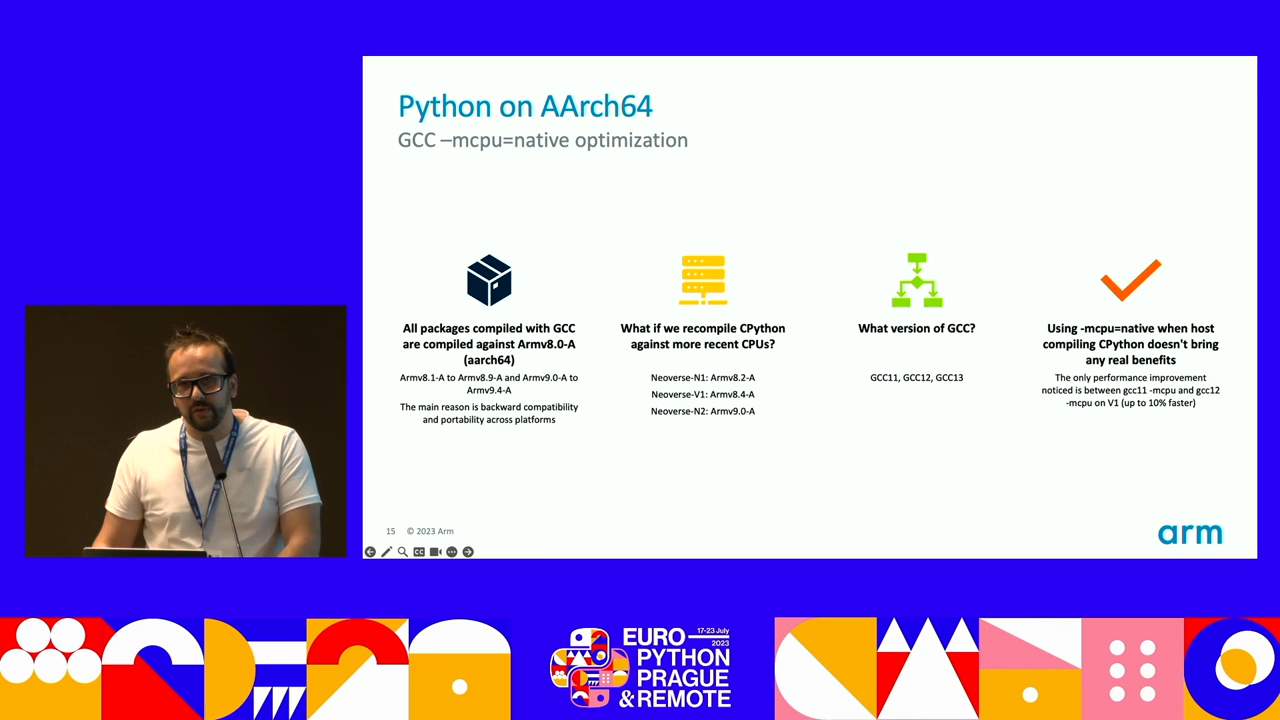 Python on AArch64
GCC –mcpu=native optimization
All packages compiled with GCC
are compiled against Armv8.0-A
(aarch64)
Armv8.1-A to Armv8.9-A and Armv9.0-A to
Armv9.4-A
The main reason is backward compatibility
and portability across platforms
What if we recompile CPython
against more recent CPUs?
Neoverse-N1: Armv8.2-A
Neoverse-V1: Armv8.4-A
Neoverse-N2: Armv9.0-A
What version of GCC?
GCC11, GCC12, GCC13
Using -mcpu=native when host
compiling CPython doesn't bring
any real benefits
The only performance improvement
noticed is between gcc11 -mcpu and gcc12
-mcpu on V1 (up to 10% faster)
15 © 2023 Arm
arm
CC
EURO
17-23 July
2023
PYTHON
PRAGUE
& REMOTE